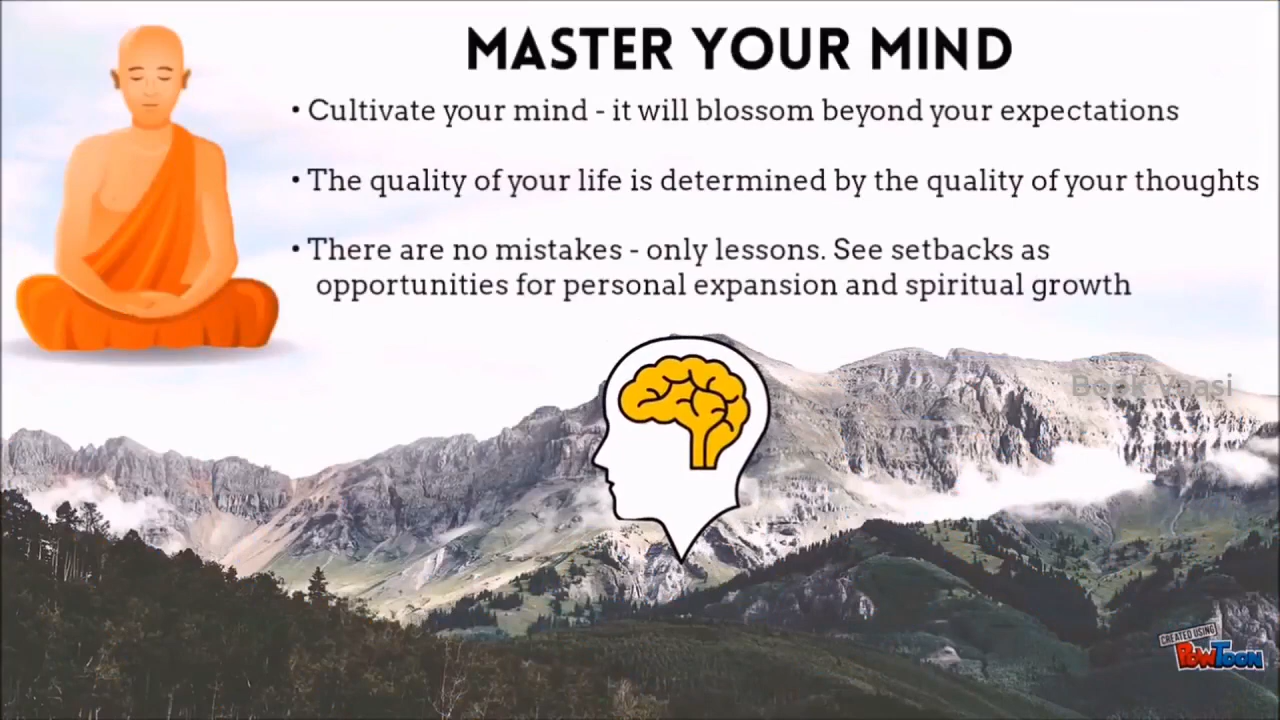 MASTER YOUR MIND
• Cultivate your mind - it will blossom beyond your expectations
• The quality of your life is determined by the quality of your thoughts
• There are no mistakes - only lessons. See setbacks as
opportunities for personal expansion and spiritual growth
Book Vaasi
CREATED USING
POWTOON